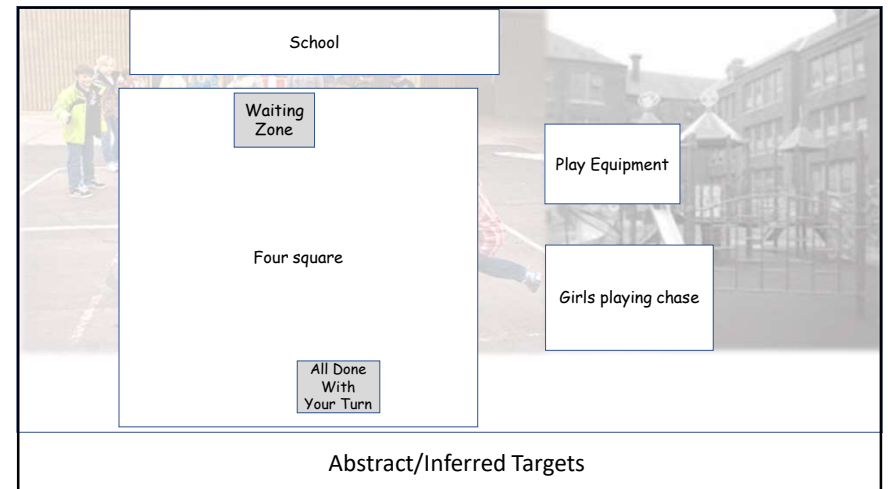 School
Waiting
Zone
Play Equipment
Four square
Girls playing chase
All Done
With
Your Turn
Abstract/Inferred Targets